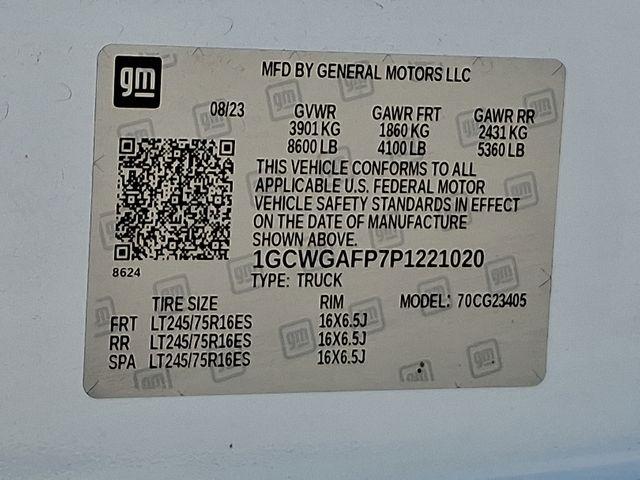 gm
MFD BY GENERAL MOTORS LLC
08/23 GVWR GAWR FRT GAWR RR
3901 KG 1860 KG 2431 KG
8600 LB 4100 LB 5360 LB
THIS VEHICLE CONFORMS TO ALL
APPLICABLE U.S. FEDERAL MOTOR
VEHICLE SAFETY STANDARDS IN EFFECT
ON THE DATE OF MANUFACTURE
SHOWN ABOVE.
8624
1GCWGAFP7P1221020
TYPE: TRUCK
TIRE SIZE RIM MODEL: 70CG23405
FRT LT245/75R16ES 16X6.5J
RR LT245/75R16ES 16X6.5J
SPA LT245/75R16ES 16X6.5J